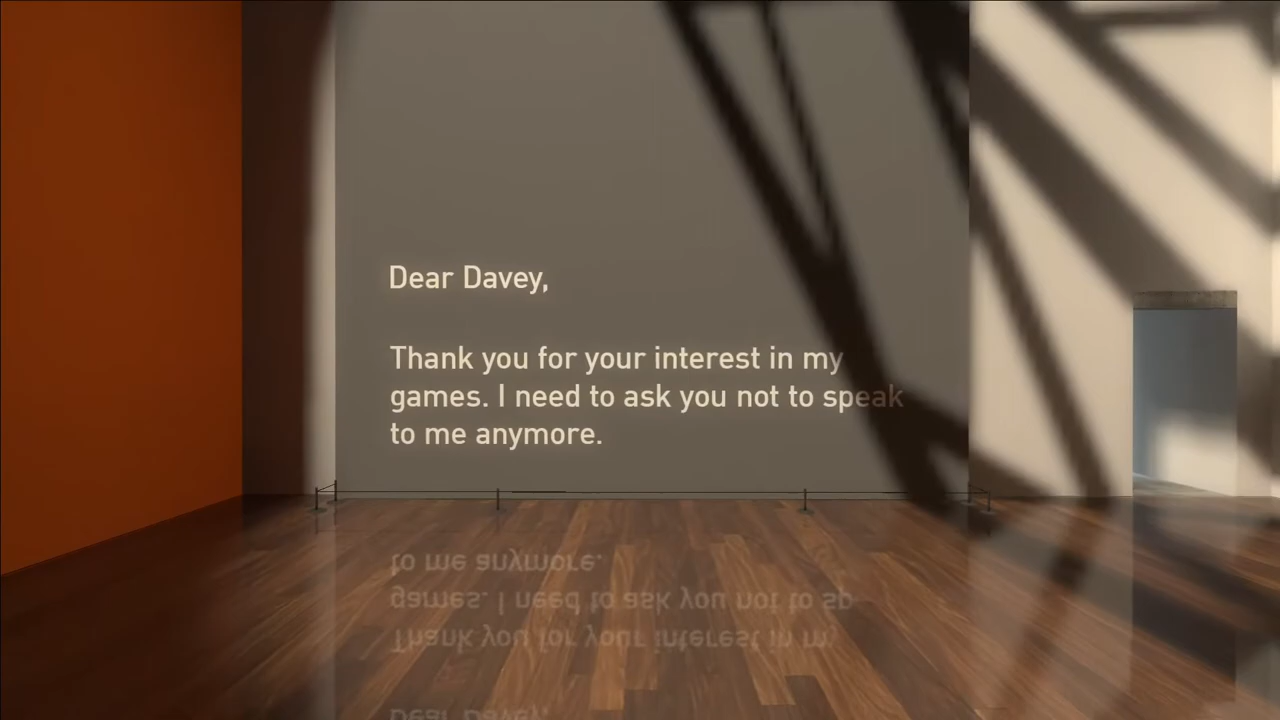 Dear Davey,
Thank you for your interest in my
games. I need to ask you not to speak
to me anymore.